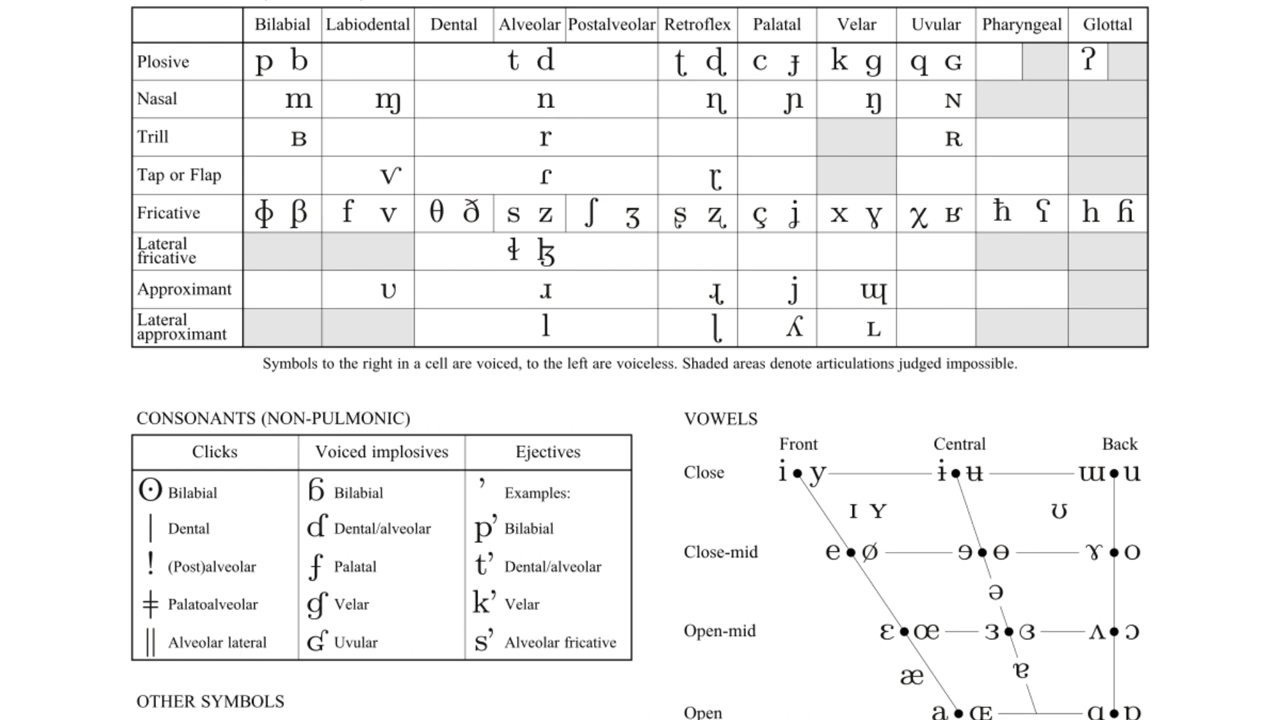 Bilabial Labiodental Dental Alveolar Postalveolar Retroflex Palatal Velar Uvular Pharyngeal Glottal
Plosive p b t d ʈ ɖ c ɟ k ɡ q ɢ ʔ
Nasal m ɱ n ɳ ɲ ŋ ɴ
Trill ʙ r ʀ
Tap or Flap ⱱ ɾ ɽ
Fricative ɸ β f v θ ð s z ʃ ʒ ʂ ʐ ç ʝ x ɣ χ ʁ ħ ʕ h ɦ
Lateral
fricative ɬ ɮ
Approximant ʋ ɹ ɻ j ɰ
Lateral
approximant l ɭ ʎ ʟ
Symbols to the right in a cell are voiced, to the left are voiceless. Shaded areas denote articulations judged impossible.
CONSONANTS (NON-PULMONIC)
Clicks Voiced implosives Ejectives
ʘ Bilabial ɓ Bilabial ʼ Examples:
ǀ Dental ɗ Dental/alveolar pʼ Bilabial
ǃ (Post)alveolar ʄ Palatal tʼ Dental/alveolar
ǂ Palatoalveolar ɠ Velar kʼ Velar
ǁ Alveolar lateral ʛ Uvular sʼ Alveolar fricative
OTHER SYMBOLS
VOWELS
Front Central Back
Close i y ɨ ʉ ɯ u
ɪ ʏ ʊ
Close-mid e ø ɘ ɵ ɤ o
ə
Open-mid ɛ œ ɜ ɞ ʌ ɔ
æ ɐ
Open a ɶ ɑ ɒ